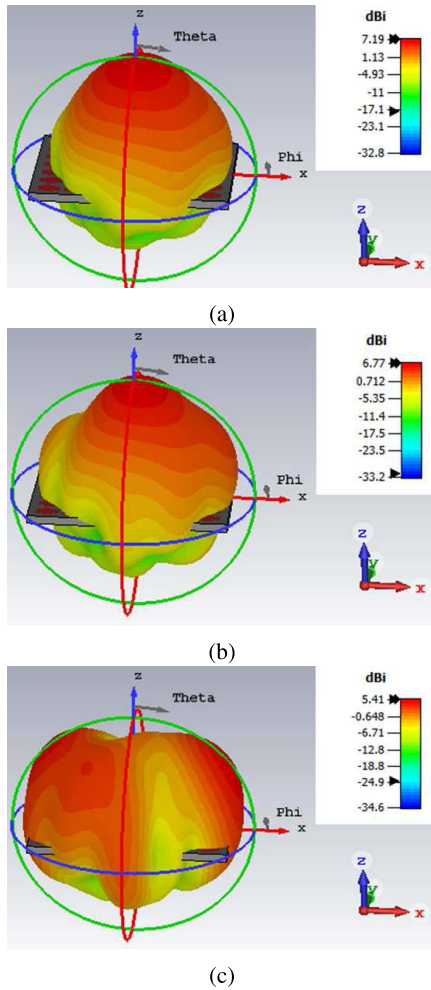 z
Theta
Phi
x
dBi
7.19
1.13
-4.93
-11
-17.1
-23.1
-32.8
z
y
x
(a)
z
Theta
Phi
x
dBi
6.77
0.712
-5.35
-11.4
-17.5
-23.5
-33.2
z
y
x
(b)
z
Theta
Phi
x
dBi
5.41
-0.648
-6.71
-12.8
-18.8
-24.9
-34.6
z
y
x
(c)